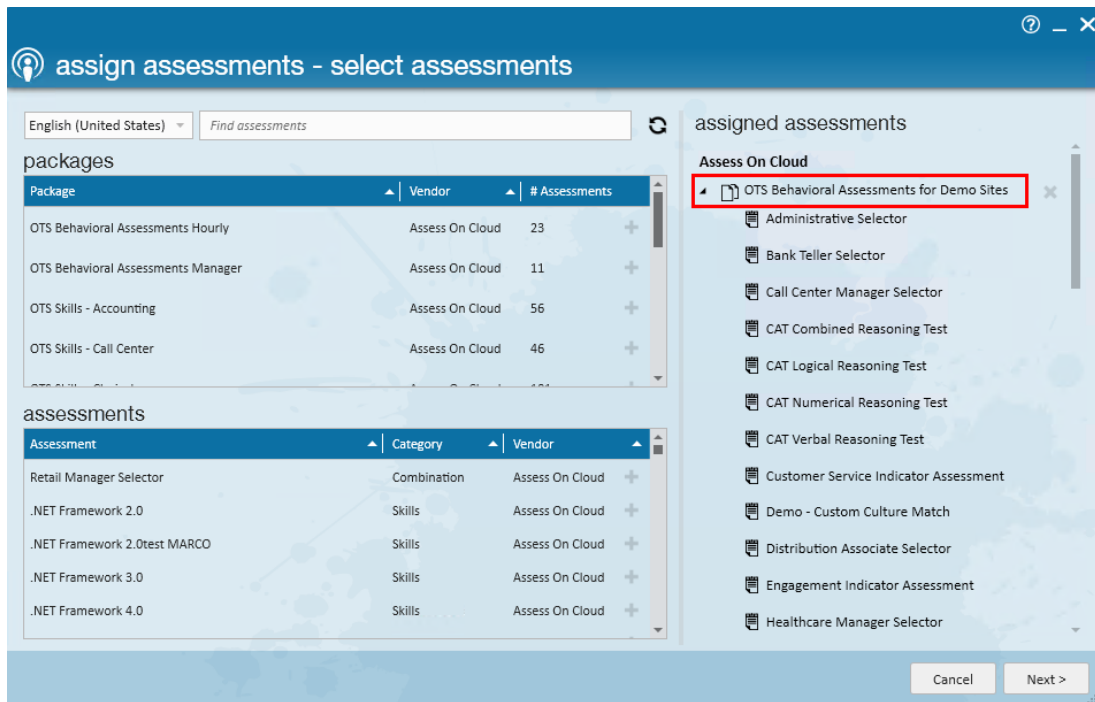 assign assessments - select assessments
English (United States) Find assessments
packages
Package Vendor # Assessments
OTS Behavioral Assessments Hourly Assess On Cloud 23
OTS Behavioral Assessments Manager Assess On Cloud 11
OTS Skills - Accounting Assess On Cloud 56
OTS Skills - Call Center Assess On Cloud 46
assessments
Assessment Category Vendor
Retail Manager Selector Combination Assess On Cloud
.NET Framework 2.0 Skills Assess On Cloud
.NET Framework 2.0test MARCO Skills Assess On Cloud
.NET Framework 3.0 Skills Assess On Cloud
.NET Framework 4.0 Skills Assess On Cloud
assigned assessments
Assess On Cloud
OTS Behavioral Assessments for Demo Sites
Administrative Selector
Bank Teller Selector
Call Center Manager Selector
CAT Combined Reasoning Test
CAT Logical Reasoning Test
CAT Numerical Reasoning Test
CAT Verbal Reasoning Test
Customer Service Indicator Assessment
Demo - Custom Culture Match
Distribution Associate Selector
Engagement Indicator Assessment
Healthcare Manager Selector
Cancel Next >